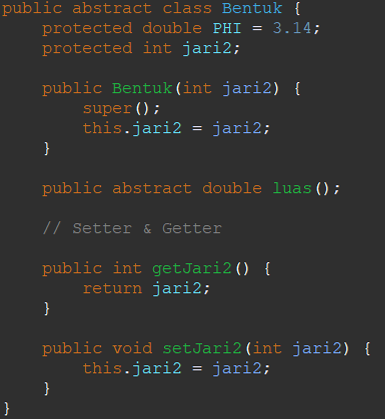 public abstract class Bentuk {
    protected double PHI = 3.14;
    protected int jari2;

    public Bentuk(int jari2) {
        super();
        this.jari2 = jari2;
    }

    public abstract double luas();

    // Setter & Getter

    public int getJari2() {
        return jari2;
    }

    public void setJari2(int jari2) {
        this.jari2 = jari2;
    }
}